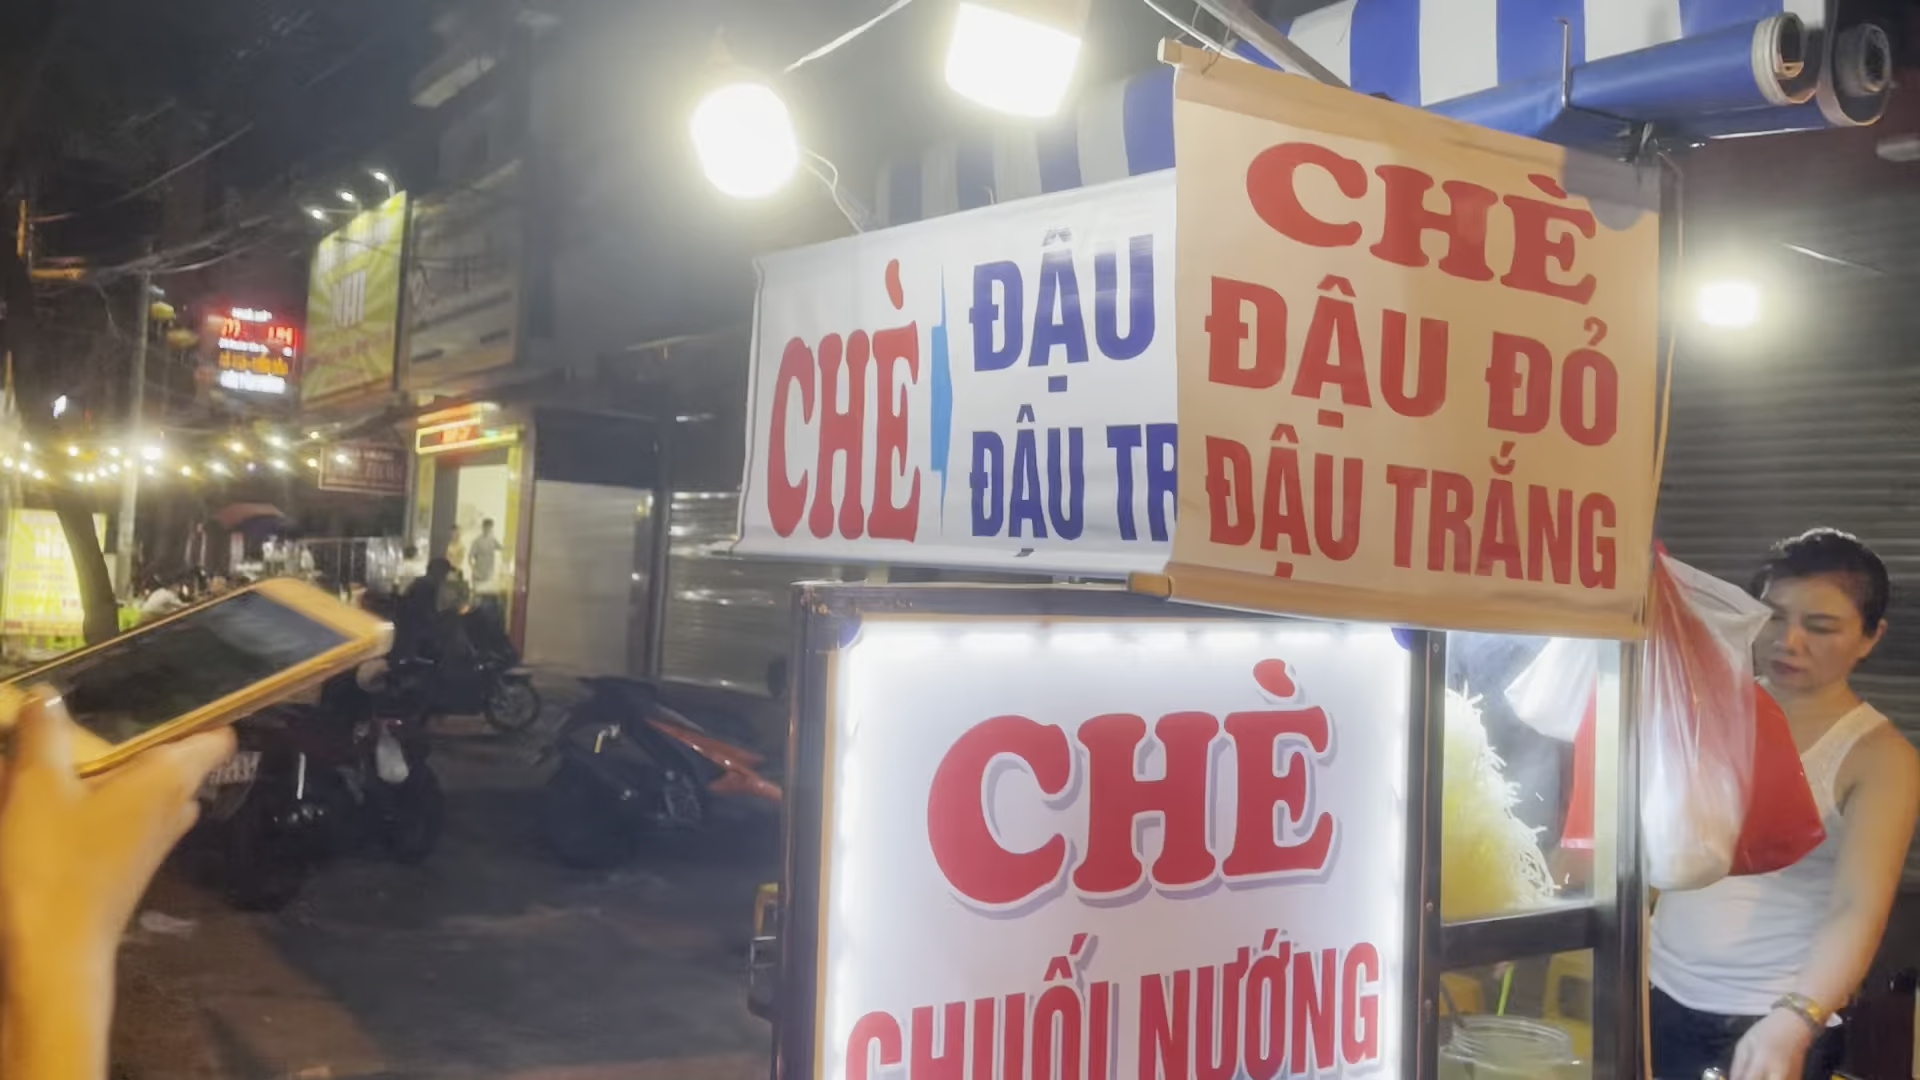 CHÈ
ĐẬU
ĐẬU TR
CHÈ
ĐẬU ĐỎ
ĐẬU TRẮNG
CHÈ
CHUỐI NƯỚNG